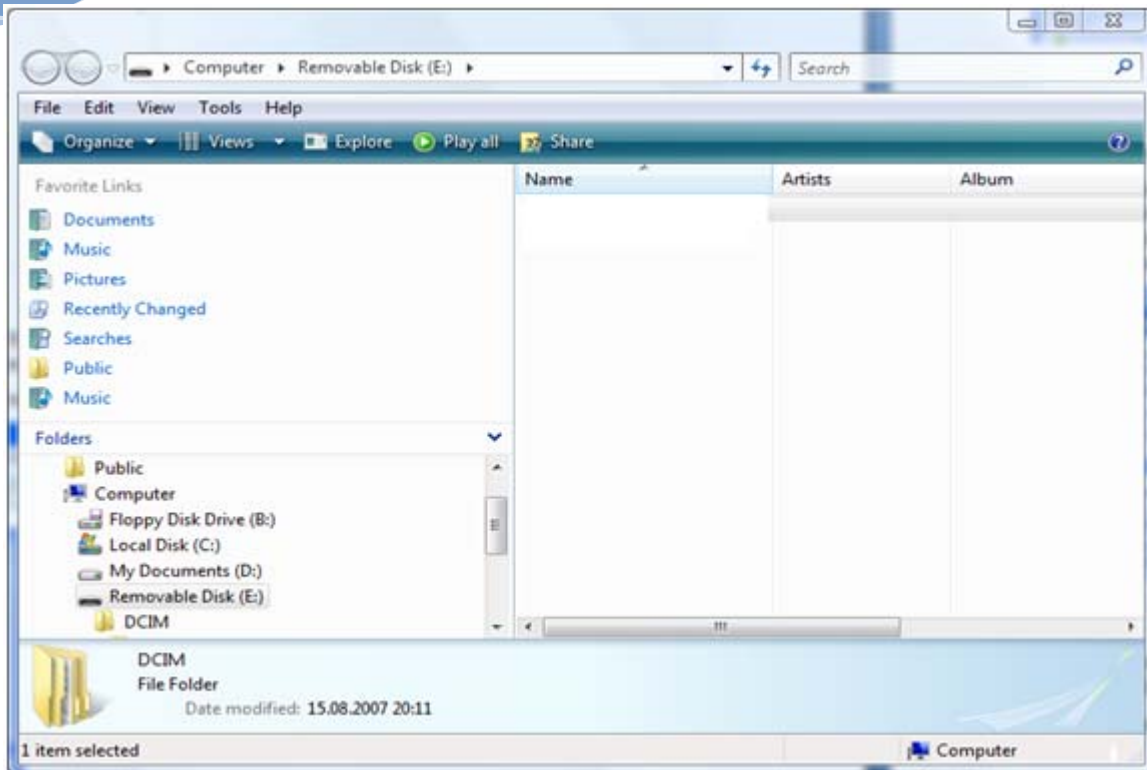 Computer Removable Disk (E:) Search
File Edit View Tools Help
Organize Views Explore Play all Share
Favorite Links
Documents
Music
Pictures
Recently Changed
Searches
Public
Music
Folders
Public
Computer
Floppy Disk Drive (B:)
Local Disk (C:)
My Documents (D:)
Removable Disk (E:)
DCIM
Name Artists Album
DCIM
File Folder
Date modified: 15.08.2007 20:11
1 item selected Computer